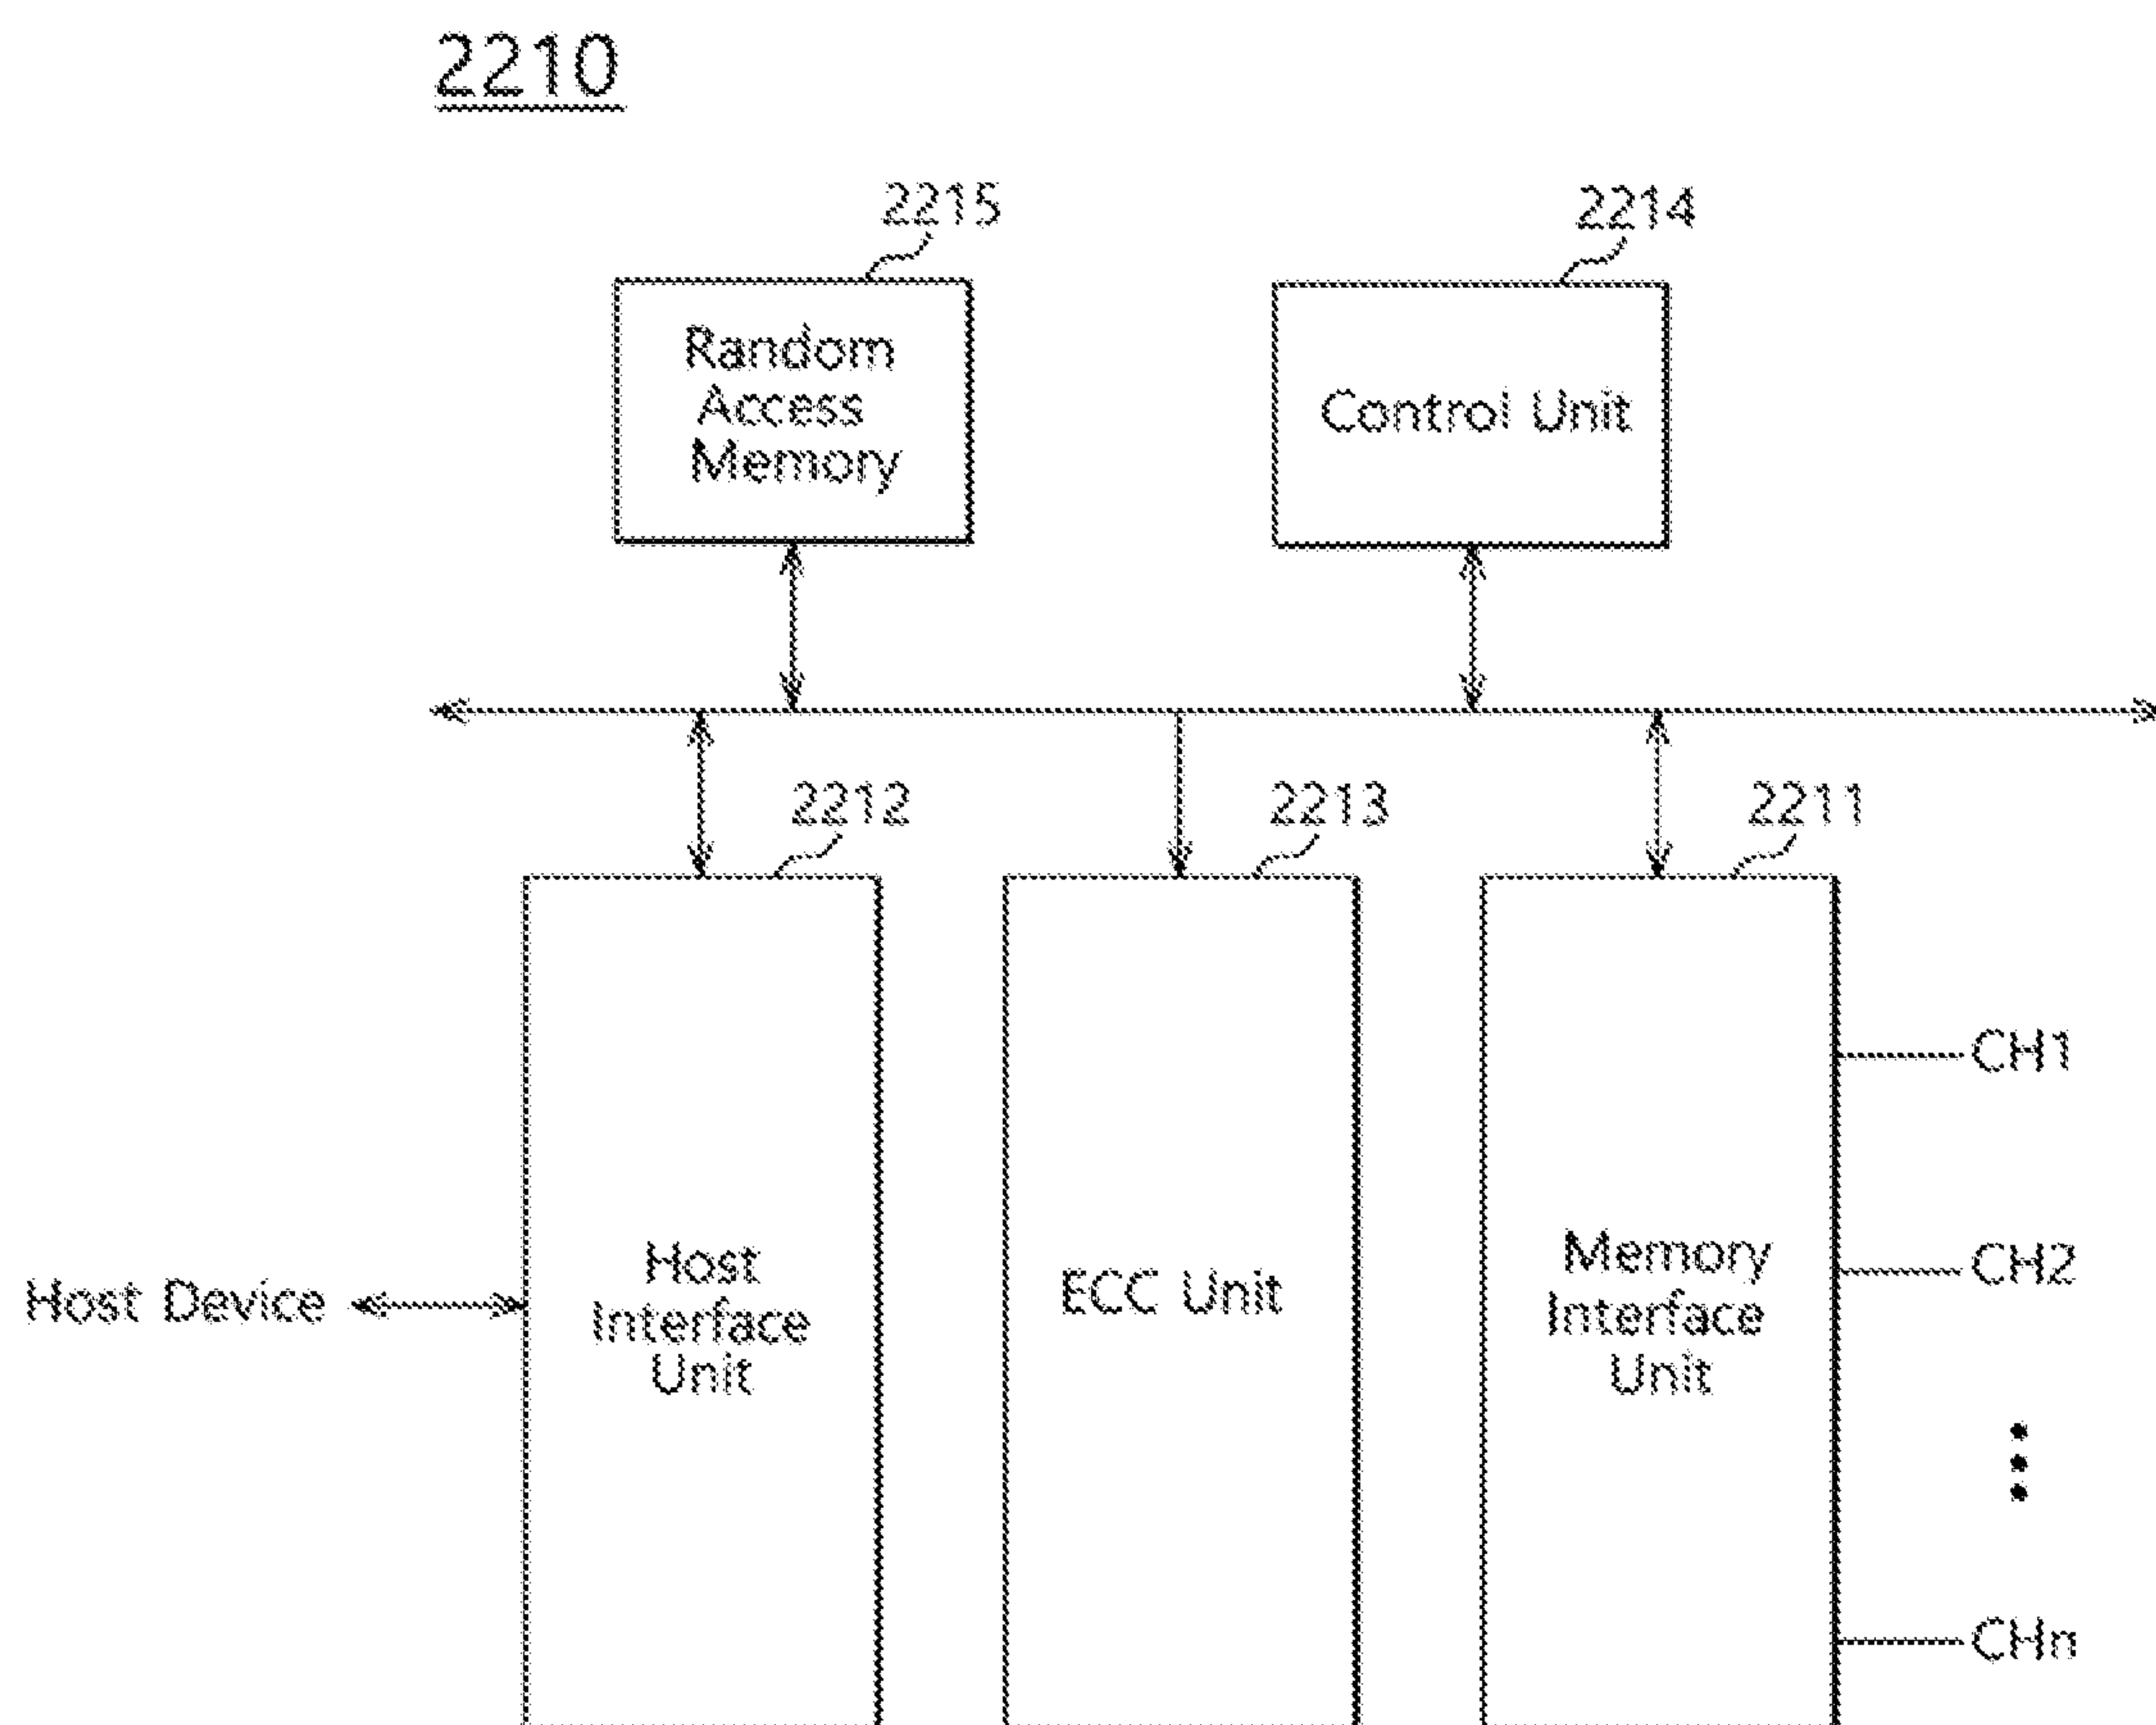 2210
2215
2214
Random
Access
Memory
Control Unit
2212
2213
2211
Host Device
Host
Interface
Unit
ECC Unit
Memory
Interface
Unit
CH1
CH2
CHn